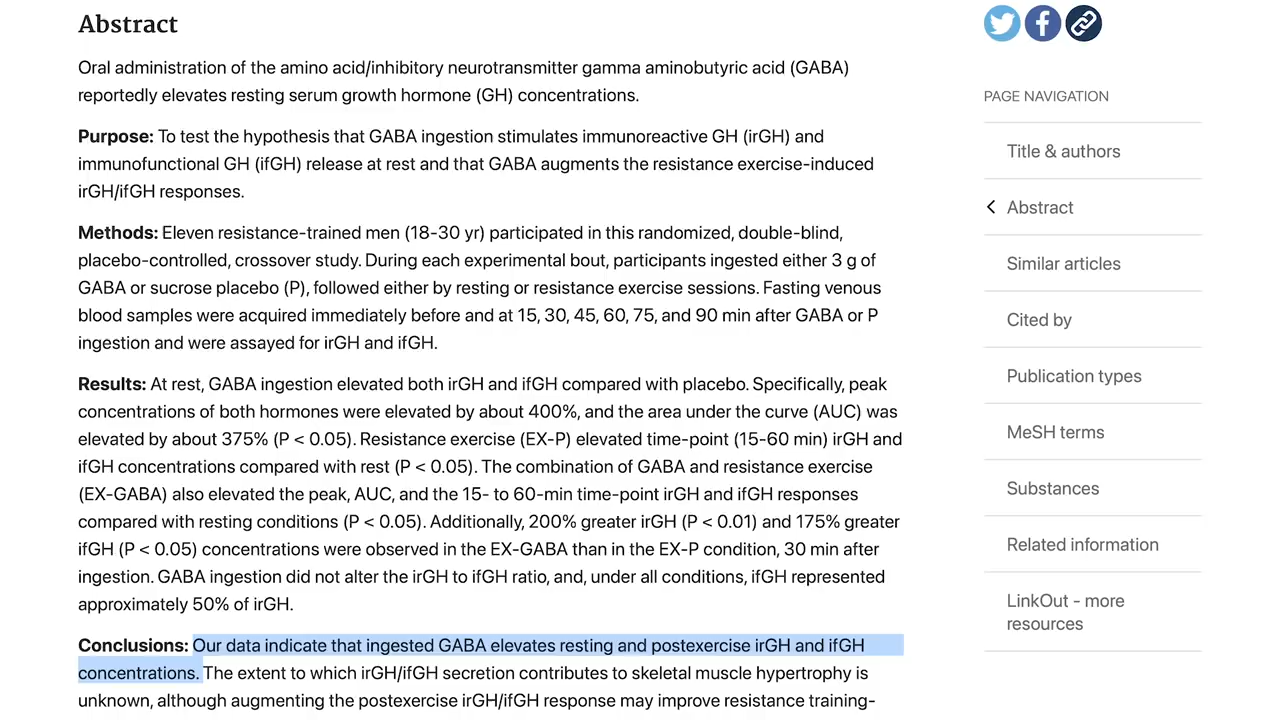 Abstract
Oral administration of the amino acid/inhibitory neurotransmitter gamma aminobutyric acid (GABA)
reportedly elevates resting serum growth hormone (GH) concentrations.
Purpose: To test the hypothesis that GABA ingestion stimulates immunoreactive GH (irGH) and
immunofunctional GH (ifGH) release at rest and that GABA augments the resistance exercise-induced
irGH/ifGH responses.
Methods: Eleven resistance-trained men (18-30 yr) participated in this randomized, double-blind,
placebo-controlled, crossover study. During each experimental bout, participants ingested either 3 g of
GABA or sucrose placebo (P), followed either by resting or resistance exercise sessions. Fasting venous
blood samples were acquired immediately before and at 15, 30, 45, 60, 75, and 90 min after GABA or P
ingestion and were assayed for irGH and ifGH.
Results: At rest, GABA ingestion elevated both irGH and ifGH compared with placebo. Specifically, peak
concentrations of both hormones were elevated by about 400%, and the area under the curve (AUC) was
elevated by about 375% (P < 0.05). Resistance exercise (EX-P) elevated time-point (15-60 min) irGH and
ifGH concentrations compared with rest (P < 0.05). The combination of GABA and resistance exercise
(EX-GABA) also elevated the peak, AUC, and the 15- to 60-min time-point irGH and ifGH responses
compared with resting conditions (P < 0.05). Additionally, 200% greater irGH (P < 0.01) and 175% greater
ifGH (P < 0.05) concentrations were observed in the EX-GABA than in the EX-P condition, 30 min after
ingestion. GABA ingestion did not alter the irGH to ifGH ratio, and, under all conditions, ifGH represented
approximately 50% of irGH.
Conclusions: Our data indicate that ingested GABA elevates resting and postexercise irGH and ifGH
concentrations. The extent to which irGH/ifGH secretion contributes to skeletal muscle hypertrophy is
unknown, although augmenting the postexercise irGH/ifGH response may improve resistance training-
PAGE NAVIGATION
Title & authors
Abstract
Similar articles
Cited by
Publication types
MeSH terms
Substances
Related information
LinkOut - more
resources